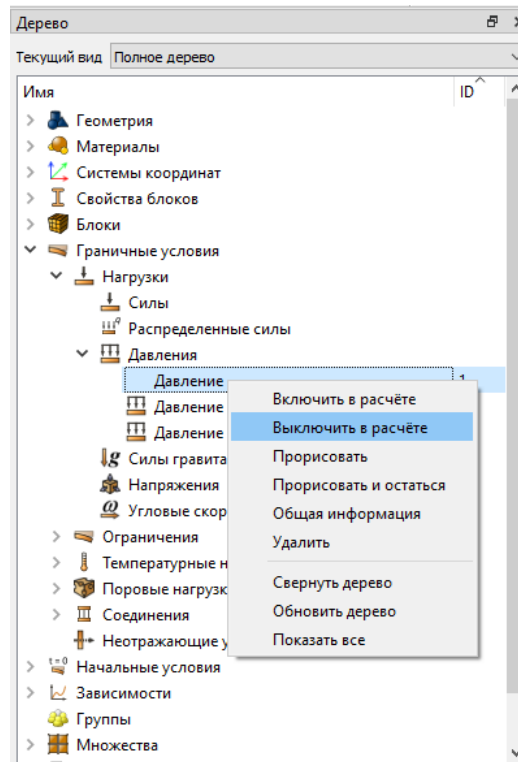 Дерево
Текущий вид Полное дерево
Имя ID
Геометрия
Материалы
Системы координат
Свойства блоков
Блоки
Граничные условия
Нагрузки
Силы
Распределенные силы
Давления
Давление 1
Давление
Давление
Силы гравита
Напряжения
Угловые скор
Ограничения
Температурные н
Поровые нагрузк
Соединения
Неотражающие у
Начальные условия
Зависимости
Группы
Множества
Включить в расчёте
Выключить в расчёте
Прорисовать
Прорисовать и остаться
Общая информация
Удалить
Свернуть дерево
Обновить дерево
Показать все